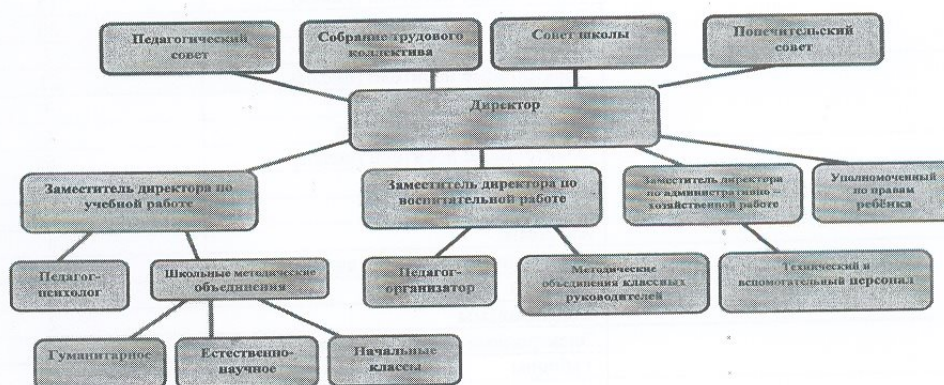 Педагогический
совет
Собрание трудового
коллектива
Совет школы
Попечительский
совет
Директор
Заместитель директора по
учебной работе
Заместитель директора по
воспитательной работе
Заместитель директора
по административно –
хозяйственной работе
Уполномоченный
по правам
ребёнка
Педагог-
психолог
Школьные методические
объединения
Педагог-
организатор
Методические
объединения классных
руководителей
Технический и
вспомогательный персонал
Гуманитарное
Естественно-
научное
Начальные
классы